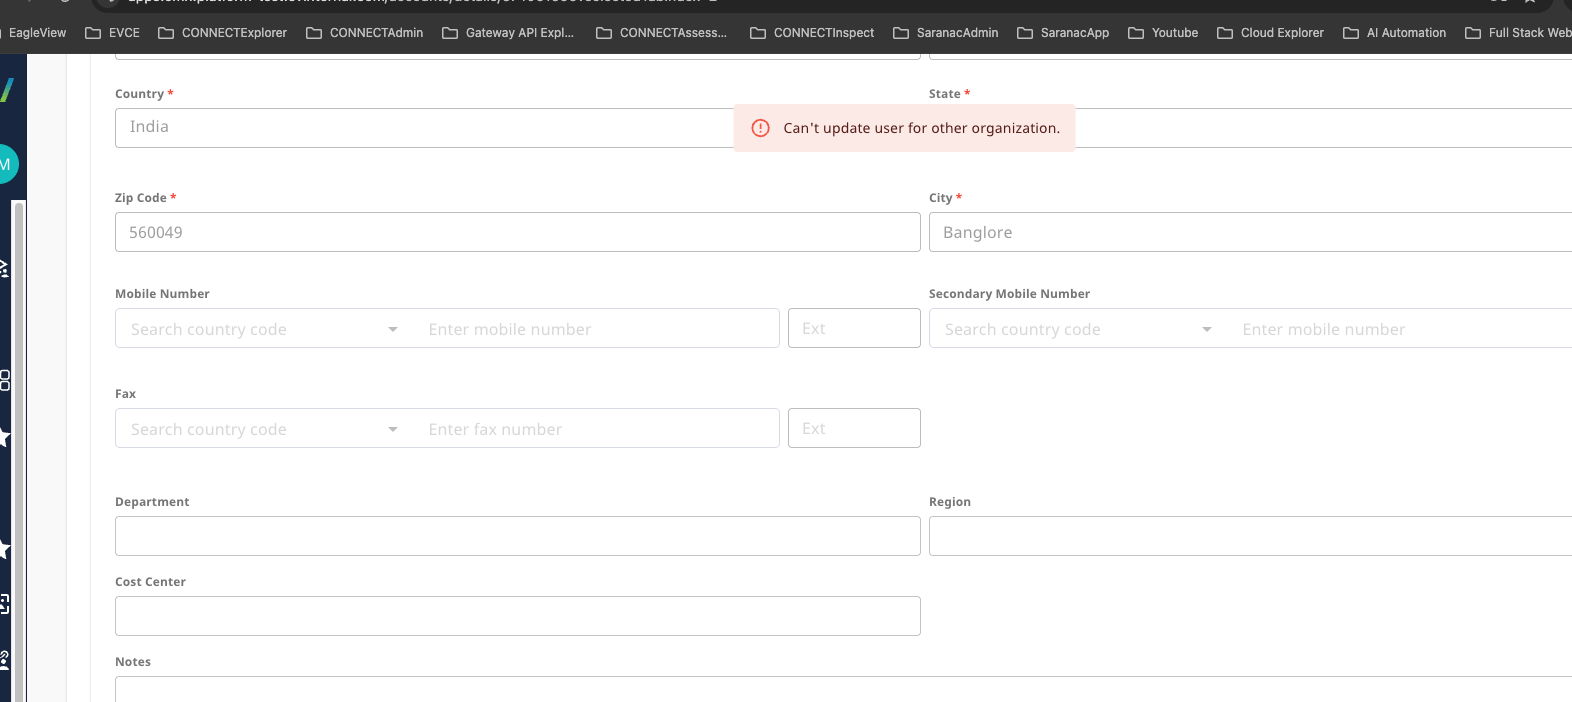 EagleView EVCE CONNECTExplorer CONNECTAdmin Gateway API Expl... CONNECTAssess... CONNECTInspect SaranacAdmin SaranacApp Youtube Cloud Explorer AI Automation Full Stack Web
Country * State *
India
Can't update user for other organization.
M
Zip Code * City *
560049 Banglore
Mobile Number Secondary Mobile Number
Search country code Enter mobile number Ext Search country code Enter mobile number
Fax
Search country code Enter fax number Ext
Department Region
Cost Center
Notes